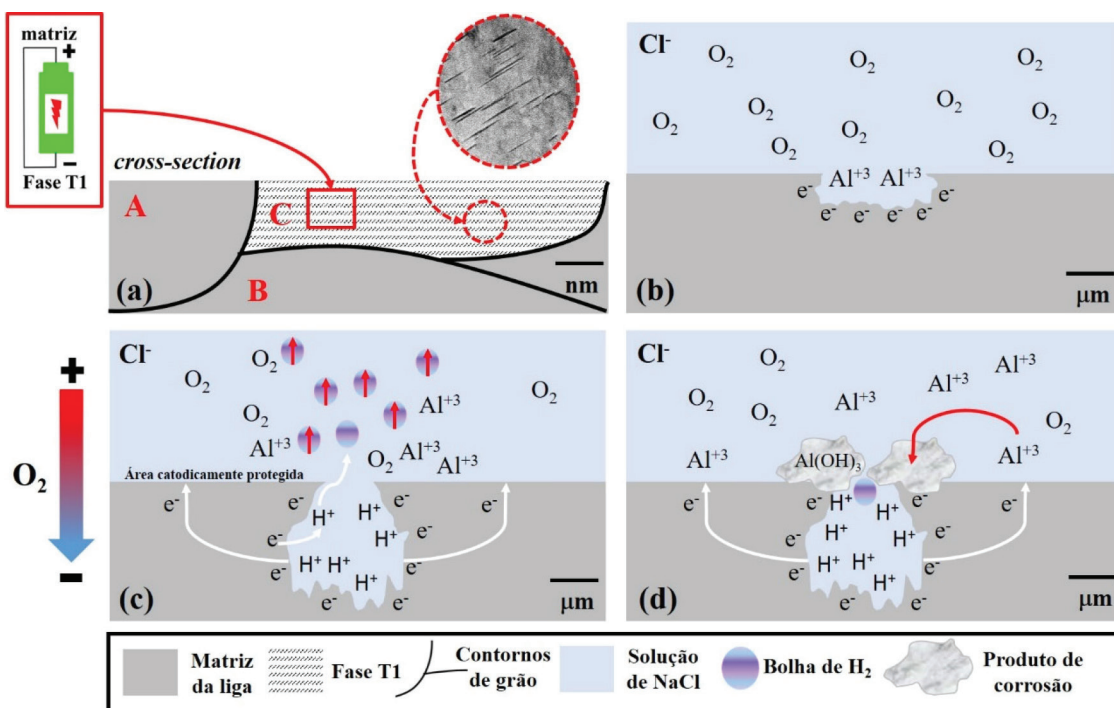 matriz
+
−
Fase T1
cross-section
A
C
B
(a)
nm
Cl-
O2
O2
O2
O2
O2
O2
O2
O2
O2
Al+3 Al+3
e- e-
e- e- e- e-
(b)
μm
+
O2
−
Cl-
O2
O2
O2
O2
Al+3
Al+3
O2
Al+3
Al+3
Área catodicamente protegida
e- e- e- e-
H+
e-
H+
e-
H+ H+
H+
H+
e- e- e-
(c)
μm
Cl-
O2
O2
O2
O2
Al+3
Al+3
Al+3
Al+3
Al+3
Al(OH)3
e- e- e- e-
H+ H+
H+
e- e-
H+ H+ H+
H+
e- e- e-
(d)
μm
Matriz
da liga
Fase T1
Contornos
de grão
Solução
de NaCl
Bolha de H2
Produto de
corrosão